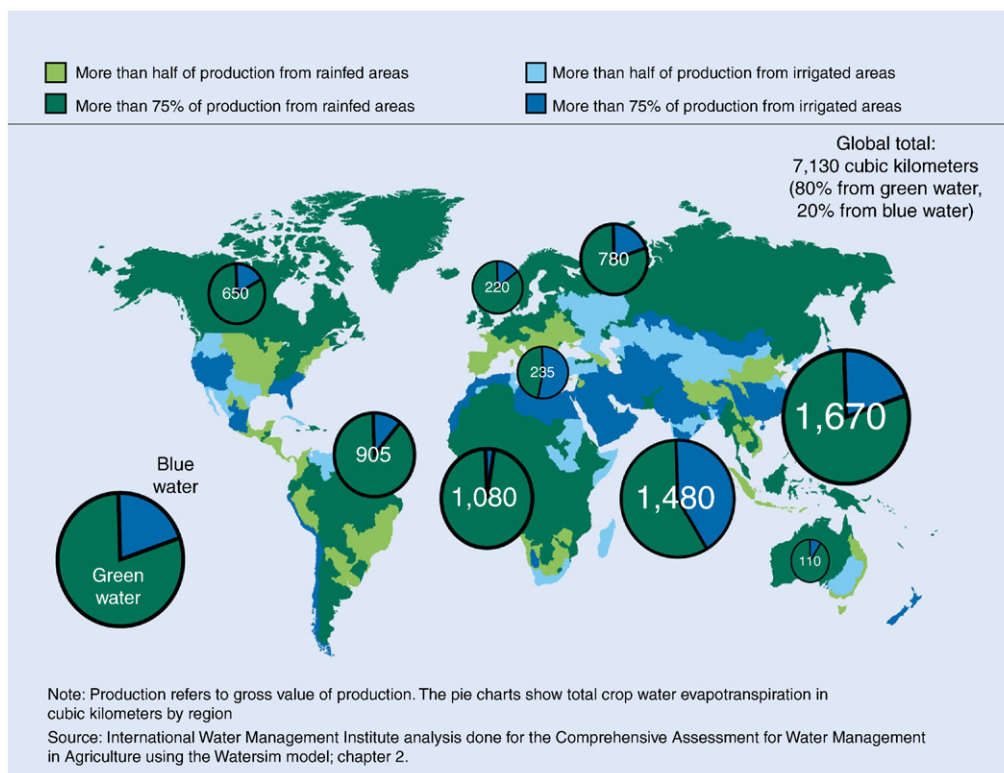 More than half of production from rainfed areas
More than 75% of production from rainfed areas
More than half of production from irrigated areas
More than 75% of production from irrigated areas
Global total:
7,130 cubic kilometers
(80% from green water,
20% from blue water)
650
220
780
235
905
1,080
1,480
1,670
110
Blue
water
Green
water
Note: Production refers to gross value of production. The pie charts show total crop water evapotranspiration in
cubic kilometers by region
Source: International Water Management Institute analysis done for the Comprehensive Assessment for Water Management
in Agriculture using the Watersim model; chapter 2.